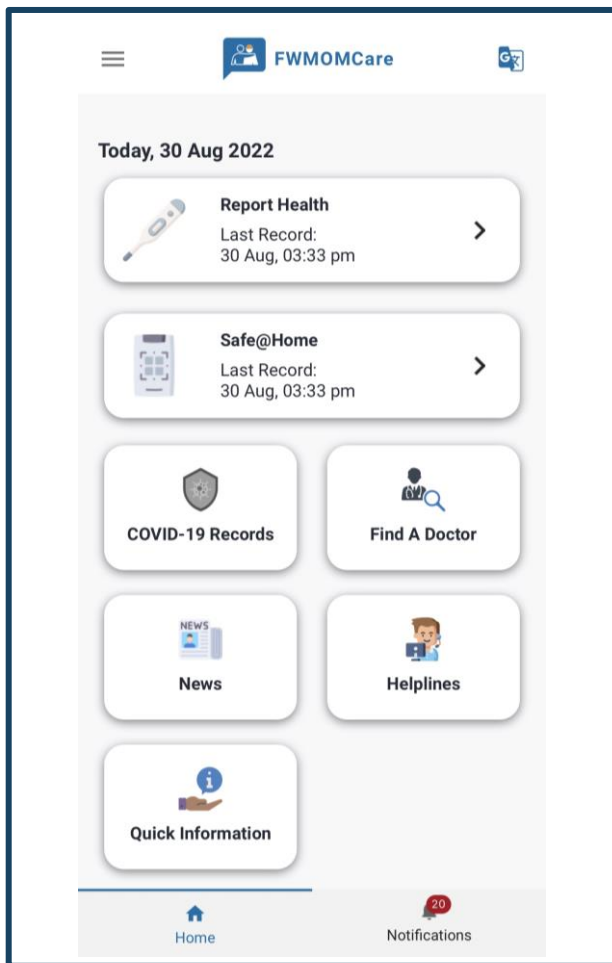 FWMOMCare
G
Today, 30 Aug 2022
Report Health
Last Record:
30 Aug, 03:33 pm
Safe@Home
Last Record:
30 Aug, 03:33 pm
COVID-19 Records
Find A Doctor
NEWS
News
Helplines
i
Quick Information
20
Home
Notifications